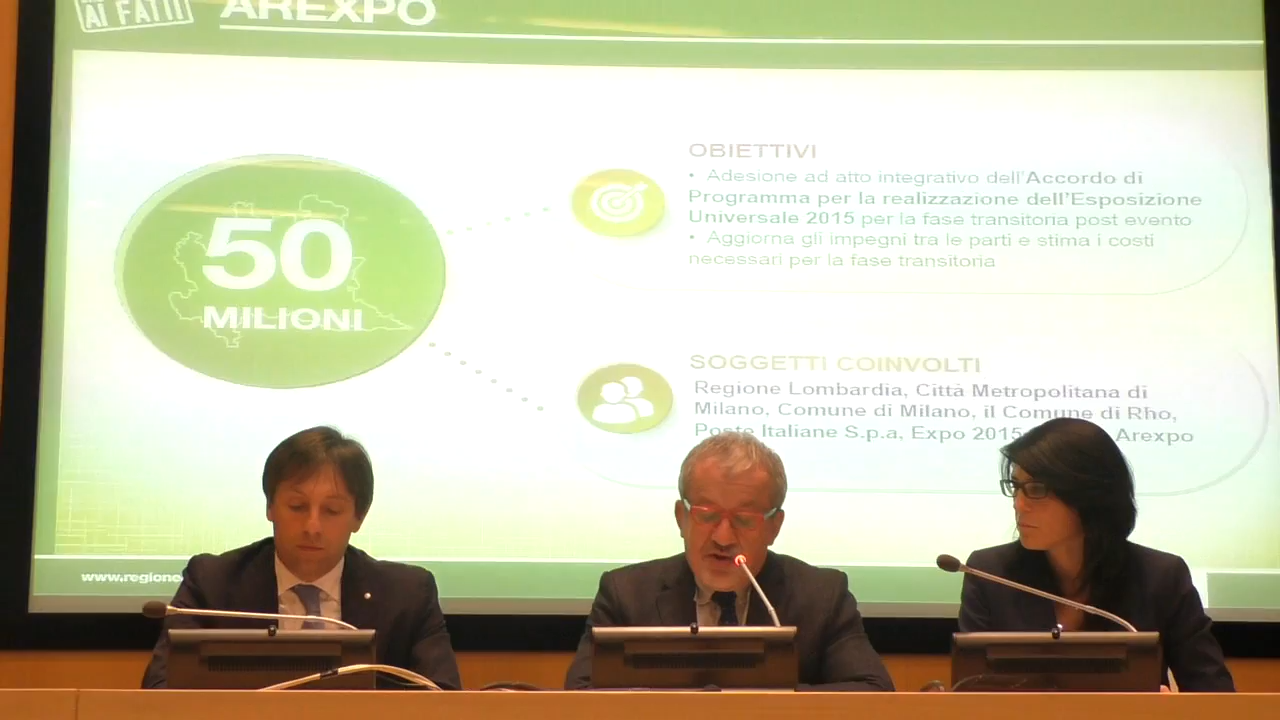 AI FATTI
AREXPO
50
MILIONI
OBIETTIVI
• Adesione ad atto integrativo dell'Accordo di
Programma per la realizzazione dell'Esposizione
Universale 2015 per la fase transitoria post evento
• Aggiorna gli impegni tra le parti e stima i costi
necessari per la fase transitoria
SOGGETTI COINVOLTI
Regione Lombardia, Città Metropolitana di
Milano, Comune di Milano, il Comune di Rho,
Poste Italiane S.p.a, Expo 2015 Arexpo
www.regione